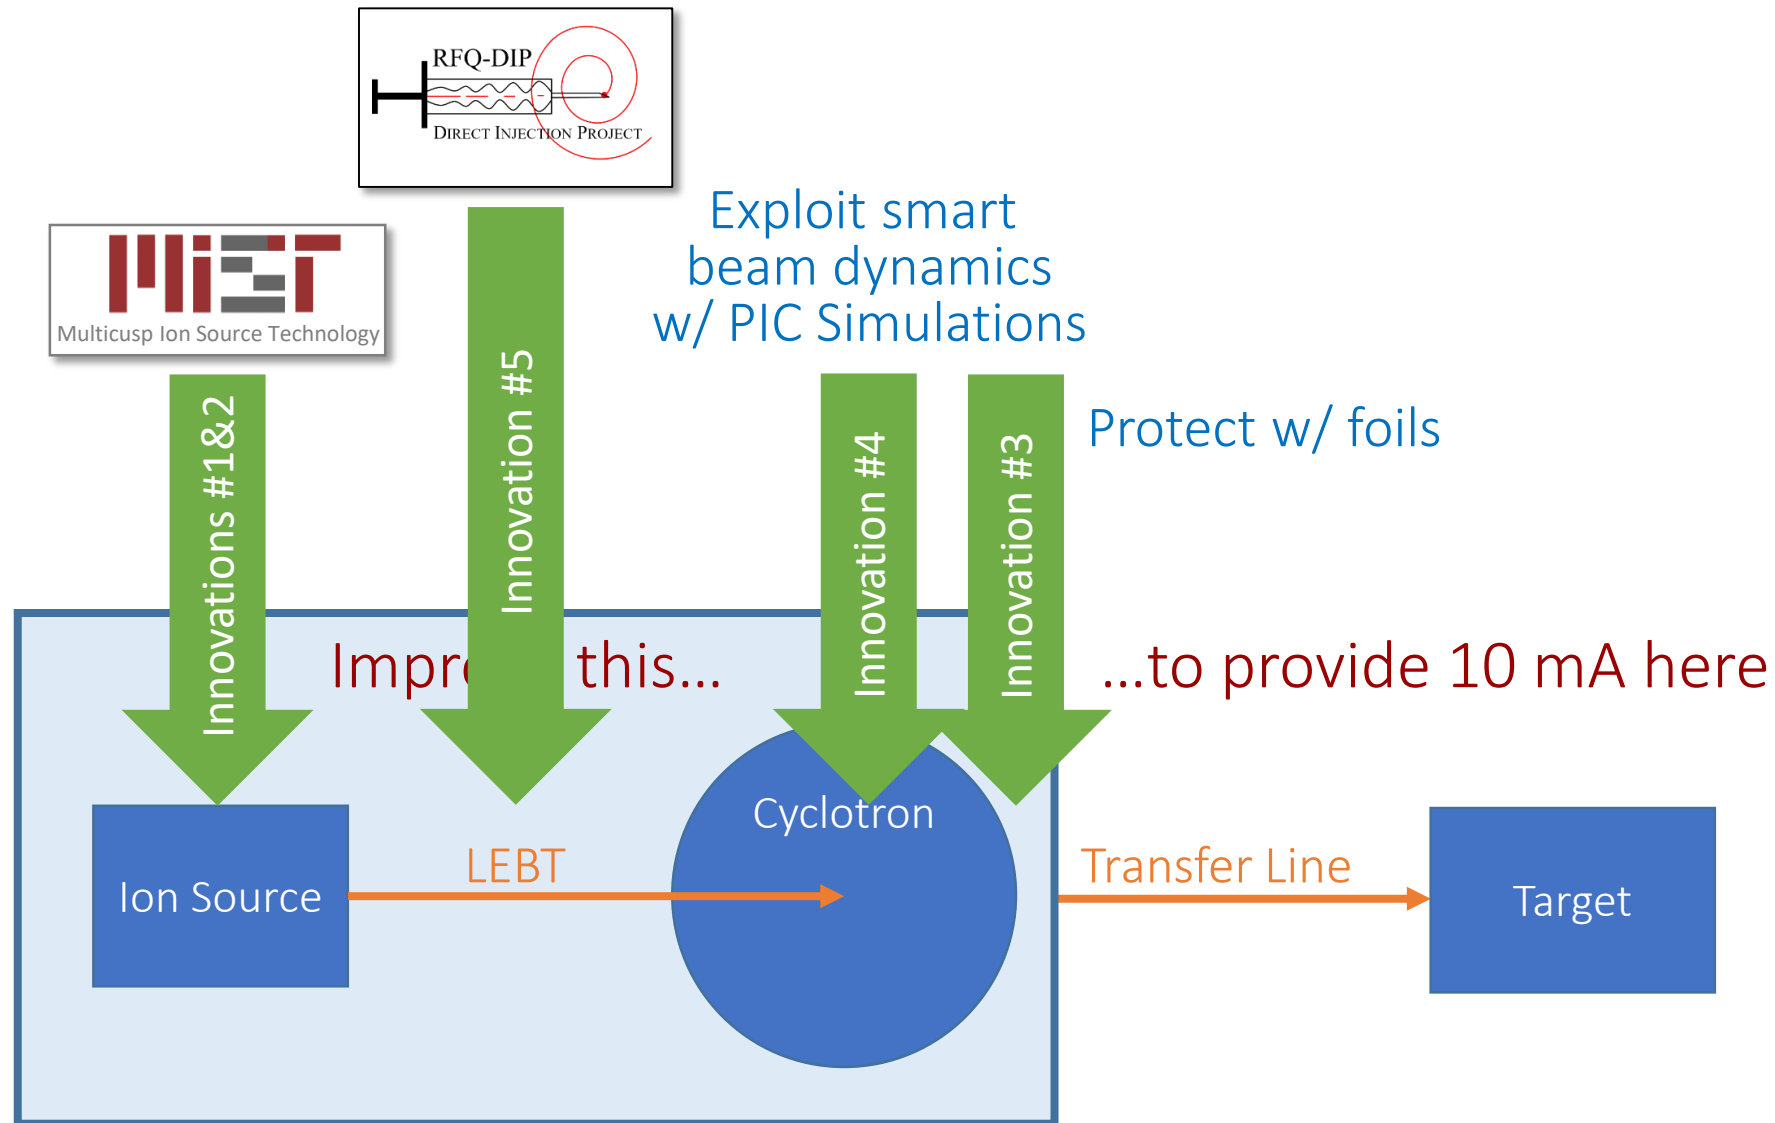 RFQ-DIP
DIRECT INJECTION PROJECT
MIST
Multicusp Ion Source Technology
Exploit smart
beam dynamics
w/ PIC Simulations
Protect w/ foils
Innovations #1&2
Innovation #5
Innovation #4
Innovation #3
this...
...to provide 10 mA here
Ion Source
LEBT
Cyclotron
Transfer Line
Target